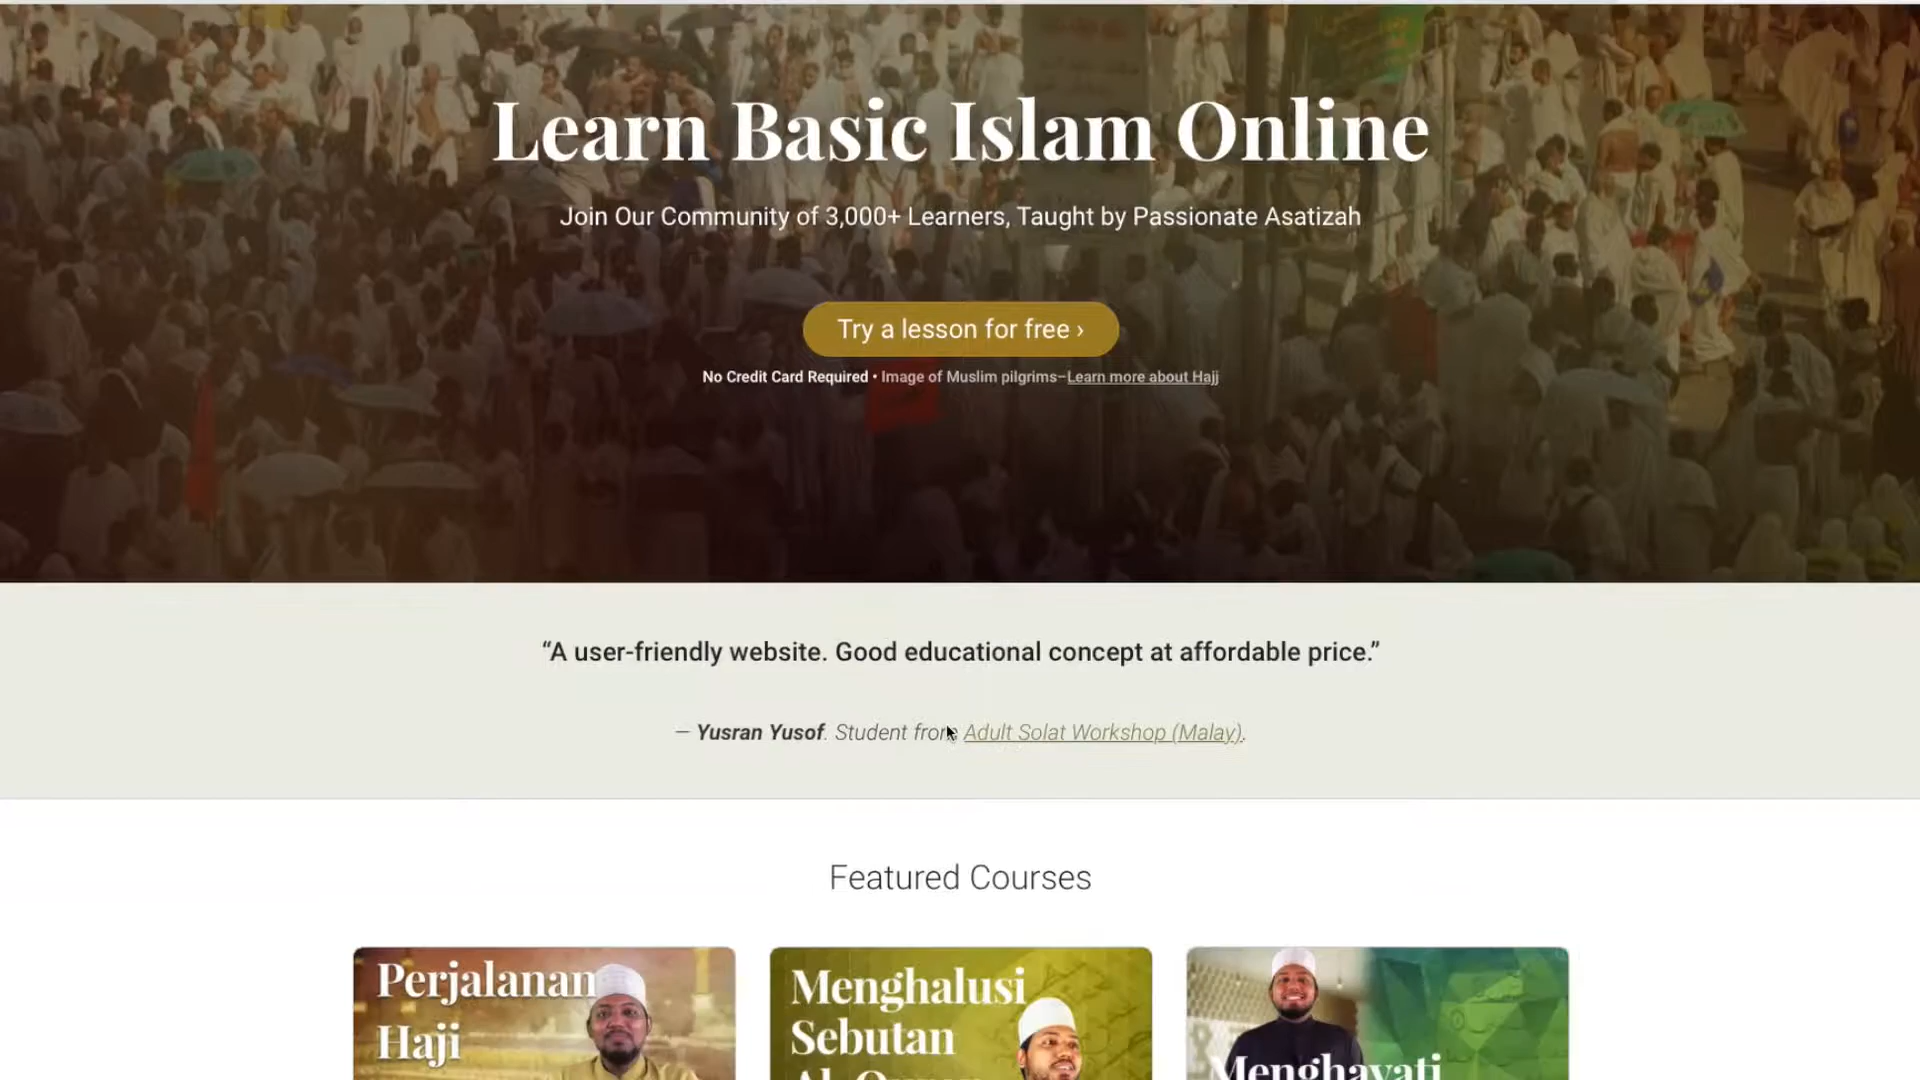 Learn Basic Islam Online
Join Our Community of 3,000+ Learners, Taught by Passionate Asatizah
Try a lesson for free ›
No Credit Card Required • Image of Muslim pilgrims–Learn more about Hajj
“A user-friendly website. Good educational concept at affordable price.”
— Yusran Yusof. Student from Adult Solat Workshop (Malay).
Featured Courses
Perjalanan
Haji
Menghalusi
Sebutan
Menghayati